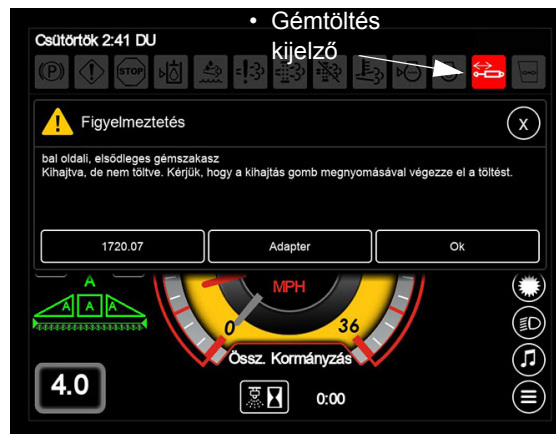 • Gémtöltés
kijelző
Csütörtök 2:41 DU
(P) STOP
Figyelmeztetés
X
bal oldali, elsődleges gémszakasz
Kihajtva, de nem töltve. Kérjük, hogy a kihajtás gomb megnyomásával végezze el a töltést.
1720.07 Adapter Ok
A
A A A
MPH
0 36
Össz. Kormányzás
4.0
0:00